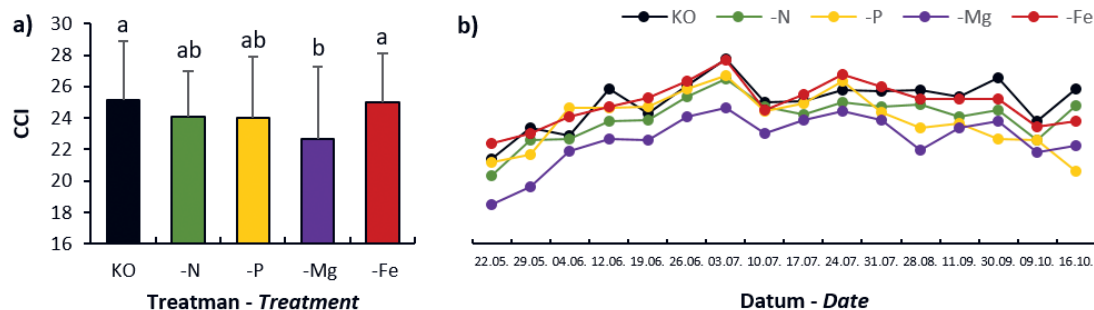 a)
30
28
26
24
22
20
18
16
CCI
a
ab
ab
b
a
KO -N -P -Mg -Fe
Treatman - Treatment
b)
KO -N -P -Mg -Fe
22.05. 29.05. 04.06. 12.06. 19.06. 26.06. 03.07. 10.07. 17.07. 24.07. 31.07. 28.08. 11.09. 30.09. 09.10. 16.10.
Datum - Date